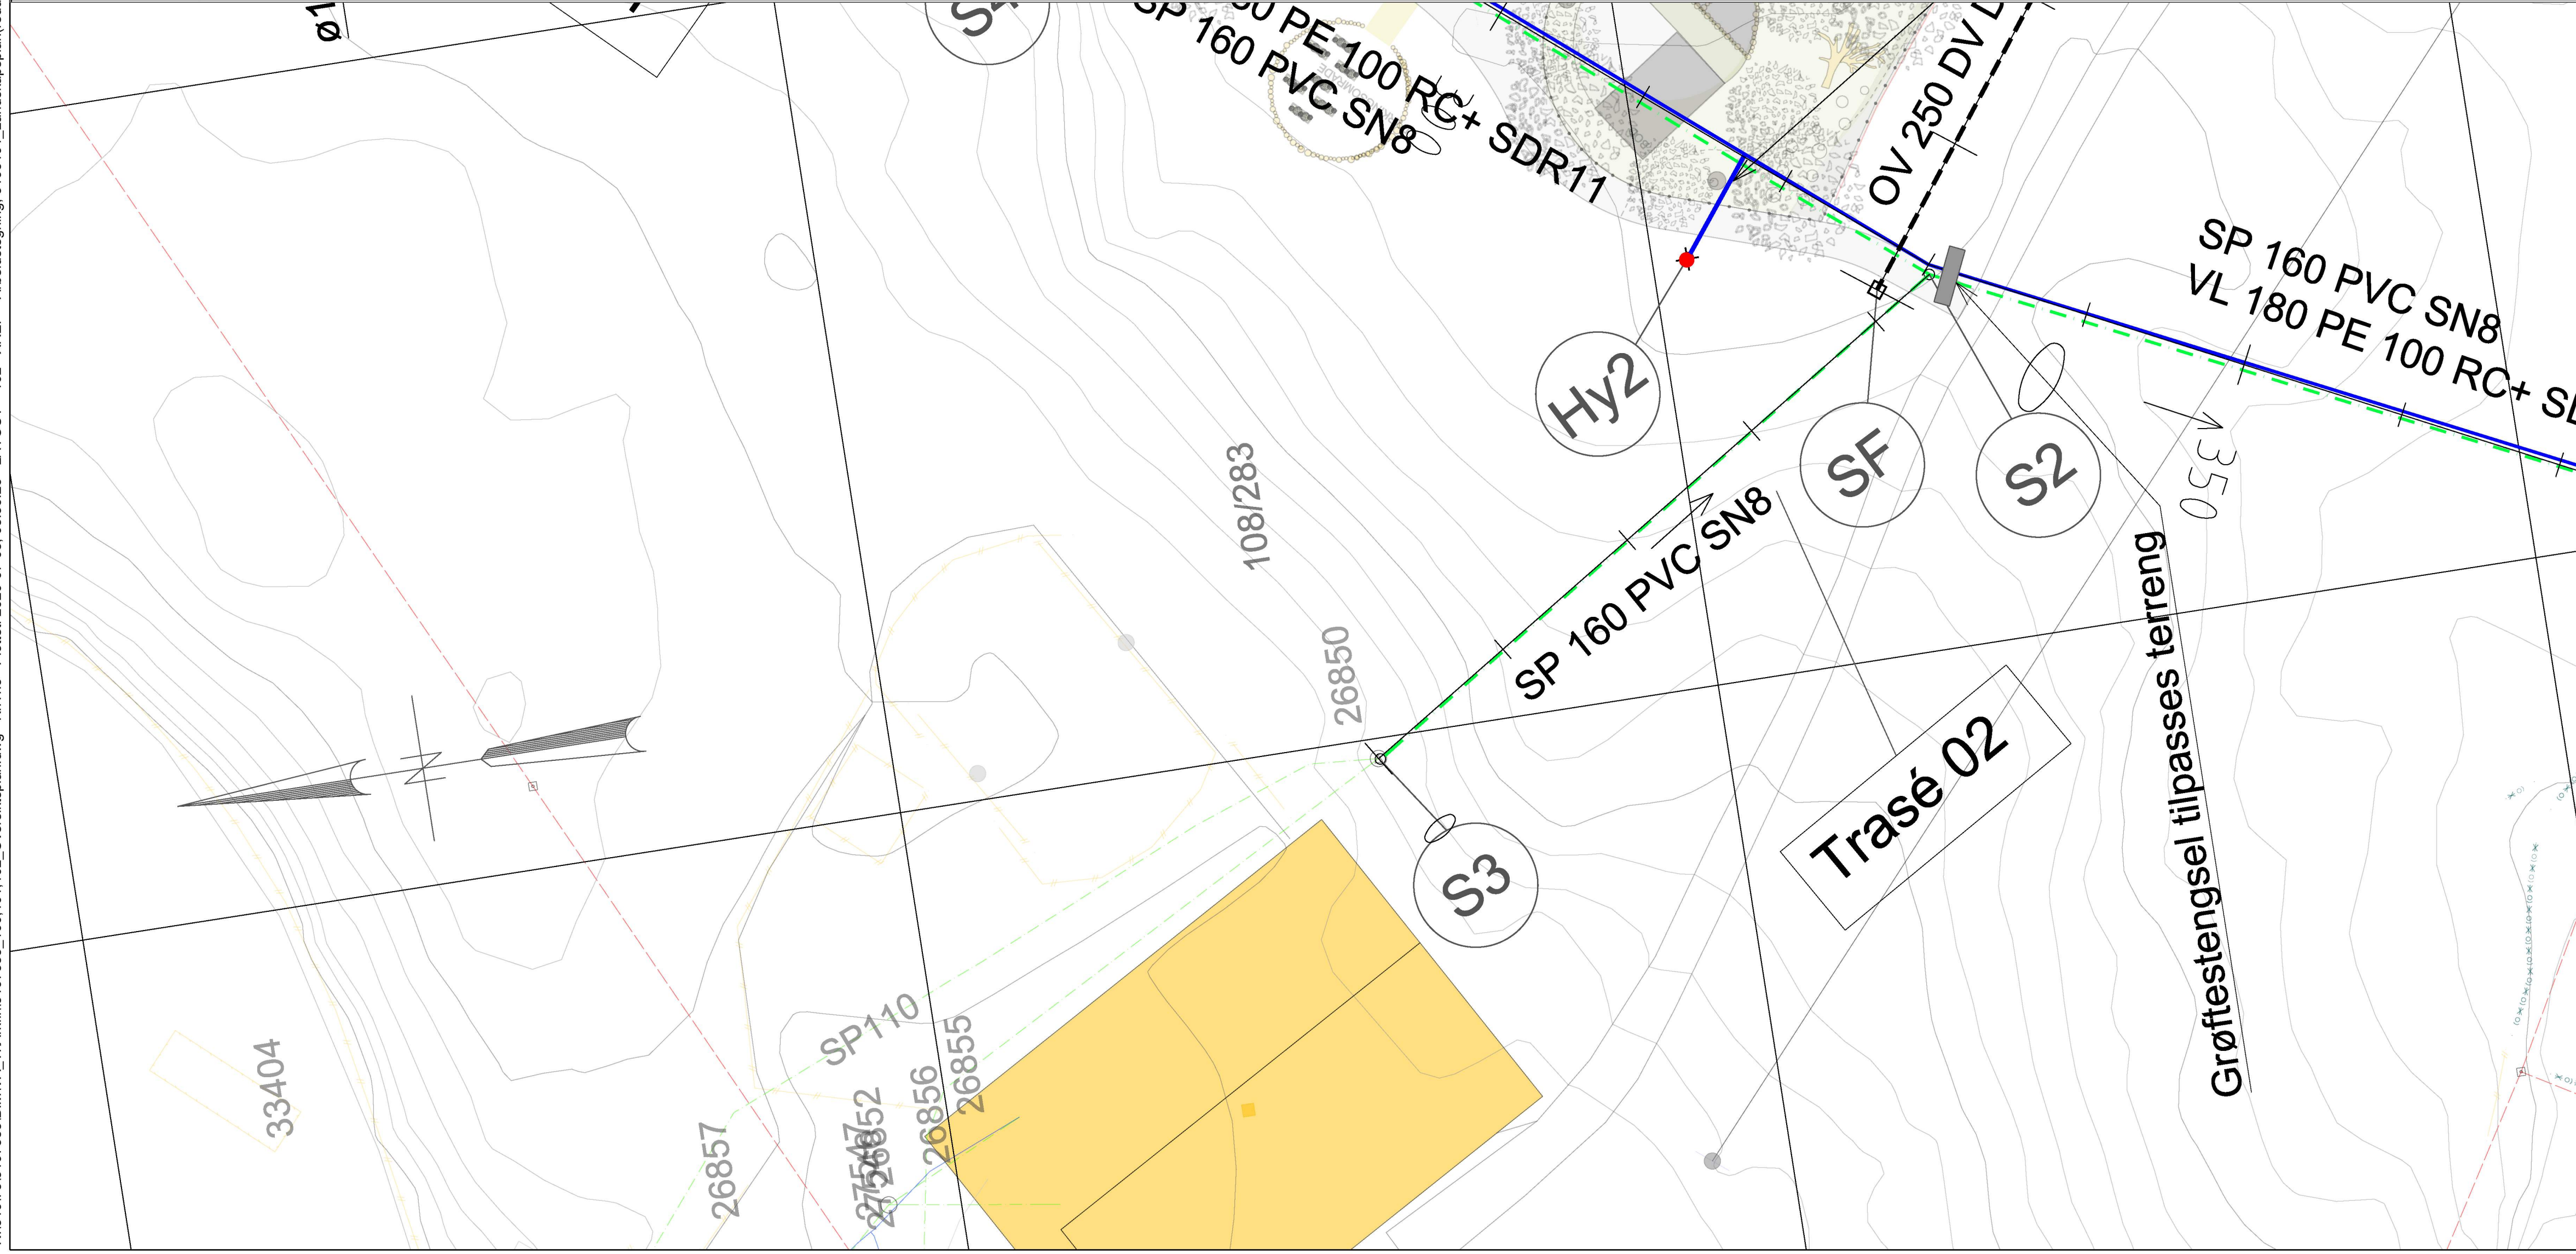 SP 160 PVC SN8
PE 100 RC+ SDR11
OV 250 DV
SP 160 PVC SN8
VL 180 PE 100 RC+
350
Hy2
SF
S2
108/283
SP 160 PVC SN8
26850
Trasé 02
Grøftestengsel tilpasses terreng
S3
SP110
33404
26857
26852
26856
26855